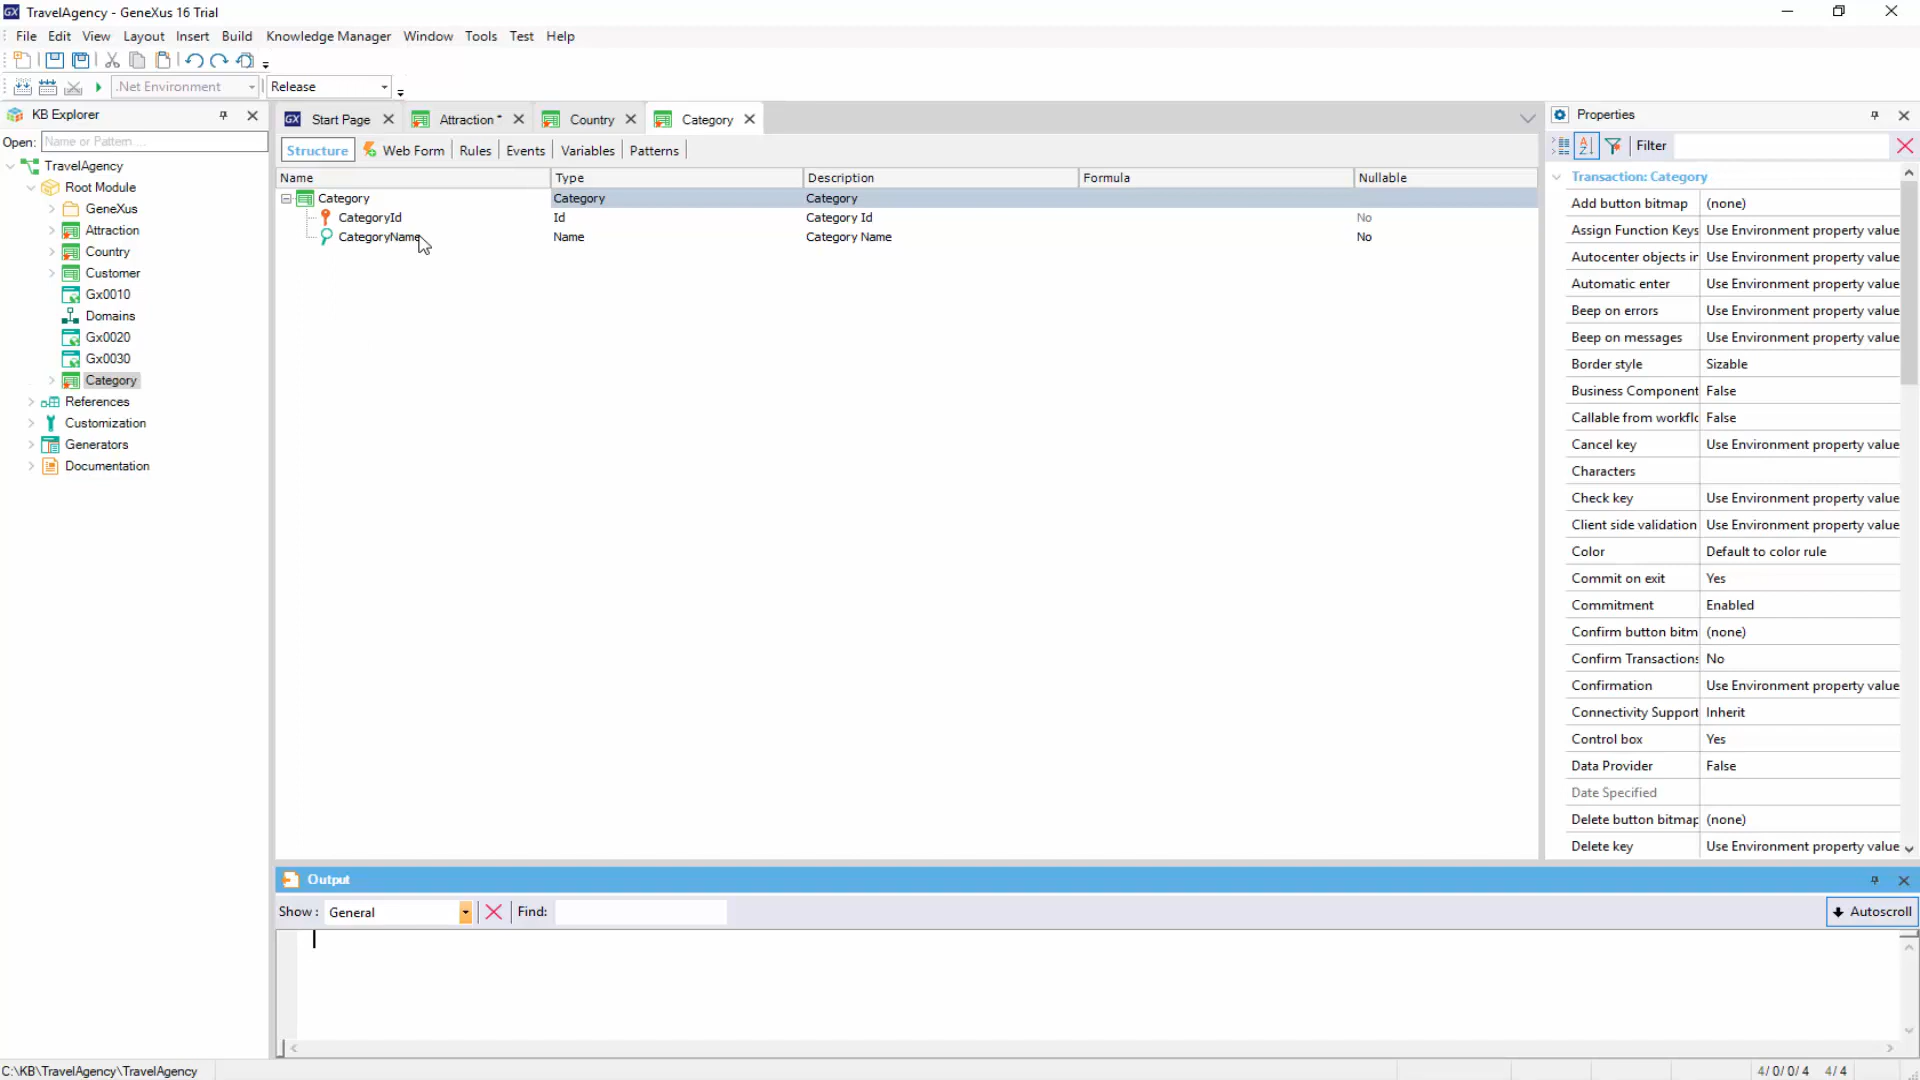 TravelAgency - GeneXus 16 Trial
File Edit View Layout Insert Build Knowledge Manager Window Tools Test Help
.Net Environment Release
KB Explorer
Open: Name or Pattern ...
TravelAgency
Root Module
GeneXus
Attraction
Country
Customer
Gx0010
Domains
Gx0020
Gx0030
Category
References
Customization
Generators
Documentation
GX Start Page Attraction * Country Category
Structure Web Form Rules Events Variables Patterns
Name Type Description Formula Nullable
Category Category Category
CategoryId Id Category Id No
CategoryName Name Category Name No
Properties
Filter
Transaction: Category
Add button bitmap (none)
Assign Function Keys Use Environment property value
Autocenter objects in Use Environment property value
Automatic enter Use Environment property value
Beep on errors Use Environment property value
Beep on messages Use Environment property value
Border style Sizable
Business Component False
Callable from workflo False
Cancel key Use Environment property value
Characters
Check key Use Environment property value
Client side validation Use Environment property value
Color Default to color rule
Commit on exit Yes
Commitment Enabled
Confirm button bitm (none)
Confirm Transactions No
Confirmation Use Environment property value
Connectivity Support Inherit
Control box Yes
Data Provider False
Date Specified
Delete button bitmap (none)
Delete key Use Environment property value
Output
Show : General Find:
Autoscroll
C:\KB\TravelAgency\TravelAgency 4/ 0/ 0/ 4 4/ 4